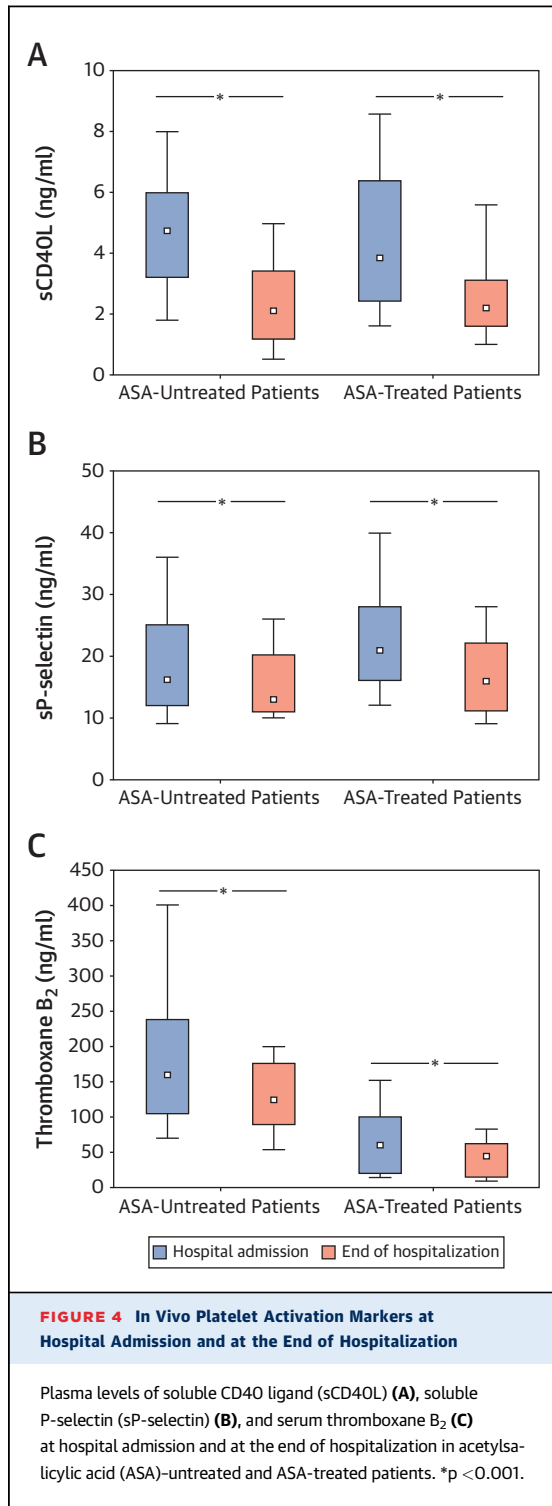 A
10
8
6
4
2
0
sCD40L (ng/ml)
*
*
ASA-Untreated Patients
ASA-Treated Patients
B
50
40
30
20
10
0
sP-selectin (ng/ml)
*
*
ASA-Untreated Patients
ASA-Treated Patients
C
450
400
350
300
250
200
150
100
50
0
Thromboxane B₂ (ng/ml)
*
*
ASA-Untreated Patients
ASA-Treated Patients
Hospital admission
End of hospitalization
FIGURE 4 In Vivo Platelet Activation Markers at
Hospital Admission and at the End of Hospitalization
Plasma levels of soluble CD40 ligand (sCD40L) (A), soluble
P-selectin (sP-selectin) (B), and serum thromboxane B₂ (C)
at hospital admission and at the end of hospitalization in acetylsa-
licylic acid (ASA)–untreated and ASA-treated patients. *p <0.001.